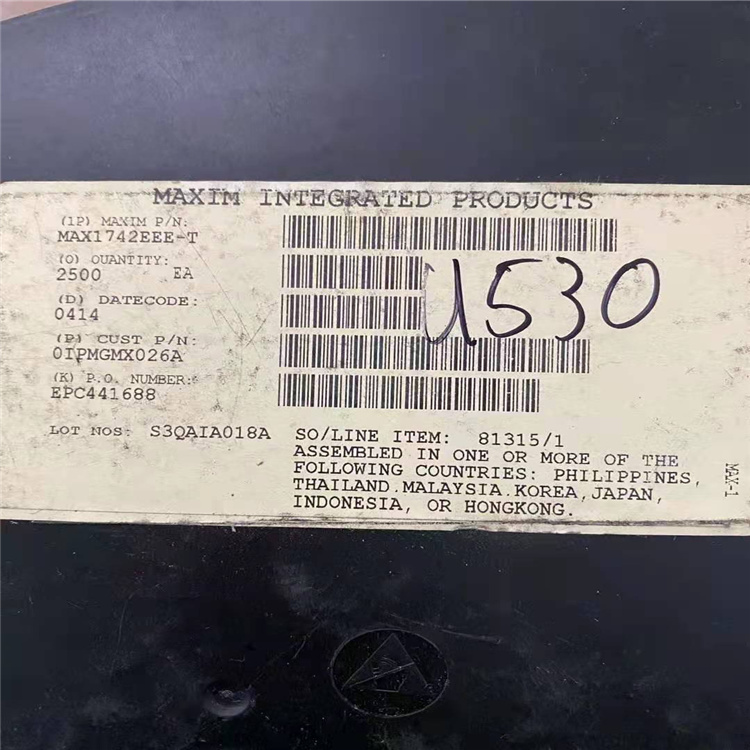 MAXIM INTEGRATED PRODUCTS
(1P) MAXIM P/N:
MAX1742EEE-T
(Q) QUANTITY:
2500 EA
(D) DATECODE:
0414
U530
(P) CUST P/N:
0IPMGMX026A
(K) P.O. NUMBER:
EPC441688
LOT NOS: S3QAIA018A SO/LINE ITEM: 81315/1
ASSEMBLED IN ONE OR MORE OF THE
FOLLOWING COUNTRIES: PHILIPPINES,
THAILAND, MALAYSIA, KOREA, JAPAN,
INDONESIA, OR HONGKONG.
MAX-1